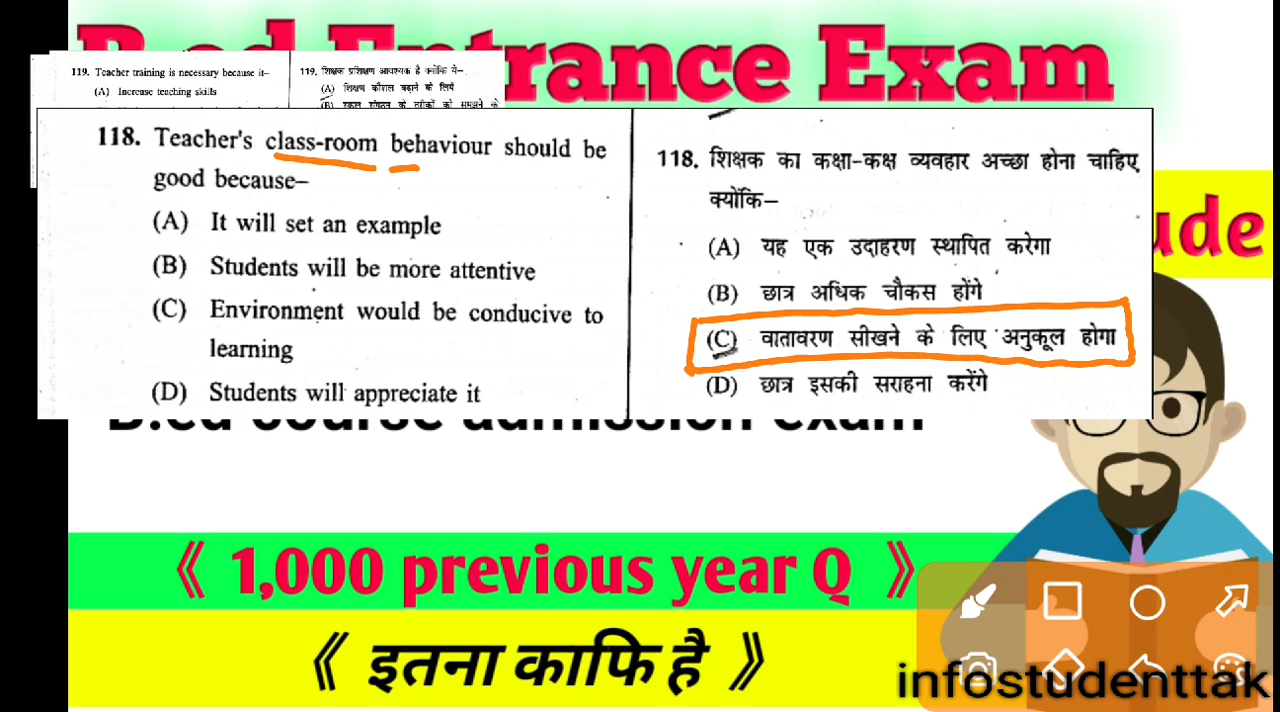 B.ed Entrance Exam
119. Teacher training is necessary because it–
(A) Increase teaching skills
119. शिक्षक प्रशिक्षण आवश्यक है क्योंकि ये–
(A) शिक्षण कौशल बढ़ाने के लिये
(B) स्कूल संगठन के तरीकों को समझने के
118. Teacher's class-room behaviour should be
good because–
(A) It will set an example
(B) Students will be more attentive
(C) Environment would be conducive to
learning
(D) Students will appreciate it
118. शिक्षक का कक्षा-कक्ष व्यवहार अच्छा होना चाहिए,
क्योंकि–
(A) यह एक उदाहरण स्थापित करेगा
(B) छात्र अधिक चौकस होंगे
(C) वातावरण सीखने के लिए अनुकूल होगा
(D) छात्र इसकी सराहना करेंगे
ude
B.ed course admission exam
《 1,000 previous year Q 》
《 इतना काफि है 》
infostudenttak